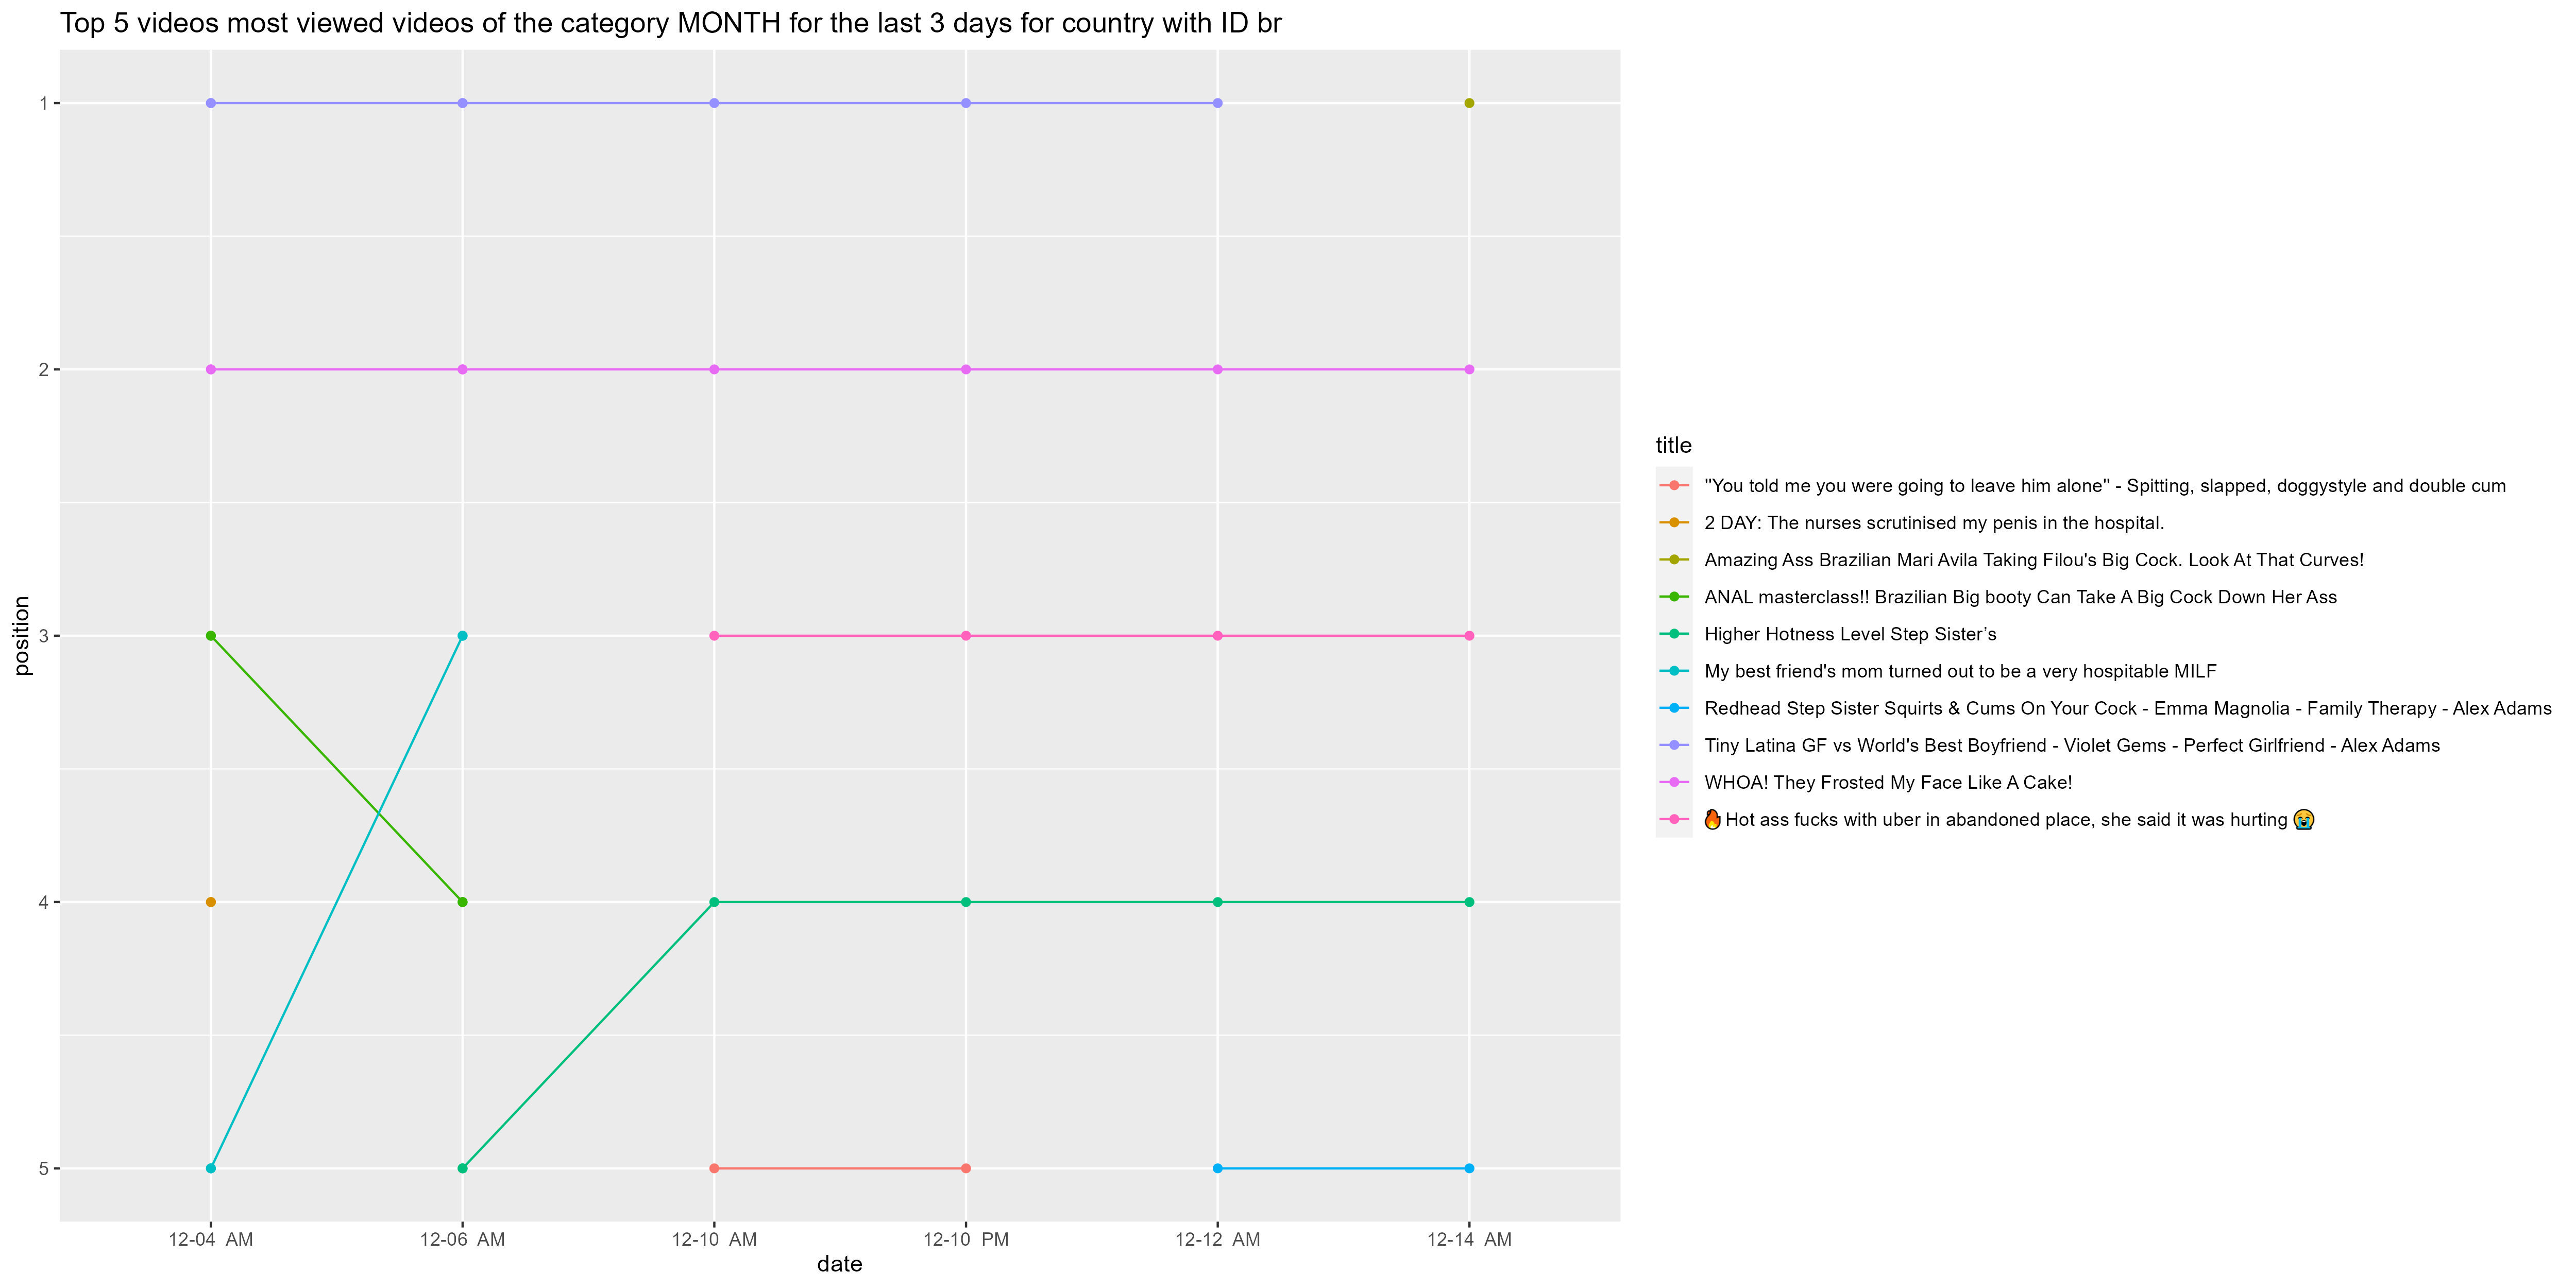 Top 5 videos most viewed videos of the category MONTH for the last 3 days for country with ID br
1
2
3
4
5
position
12-04 AM
12-06 AM
12-10 AM
12-10 PM
12-12 AM
12-14 AM
date
title
"You told me you were going to leave him alone" - Spitting, slapped, doggystyle and double cum
2 DAY: The nurses scrutinised my penis in the hospital.
Amazing Ass Brazilian Mari Avila Taking Filou's Big Cock. Look At That Curves!
ANAL masterclass!! Brazilian Big booty Can Take A Big Cock Down Her Ass
Higher Hotness Level Step Sister’s
My best friend's mom turned out to be a very hospitable MILF
Redhead Step Sister Squirts & Cums On Your Cock - Emma Magnolia - Family Therapy - Alex Adams
Tiny Latina GF vs World's Best Boyfriend - Violet Gems - Perfect Girlfriend - Alex Adams
WHOA! They Frosted My Face Like A Cake!
🔥Hot ass fucks with uber in abandoned place, she said it was hurting 😭